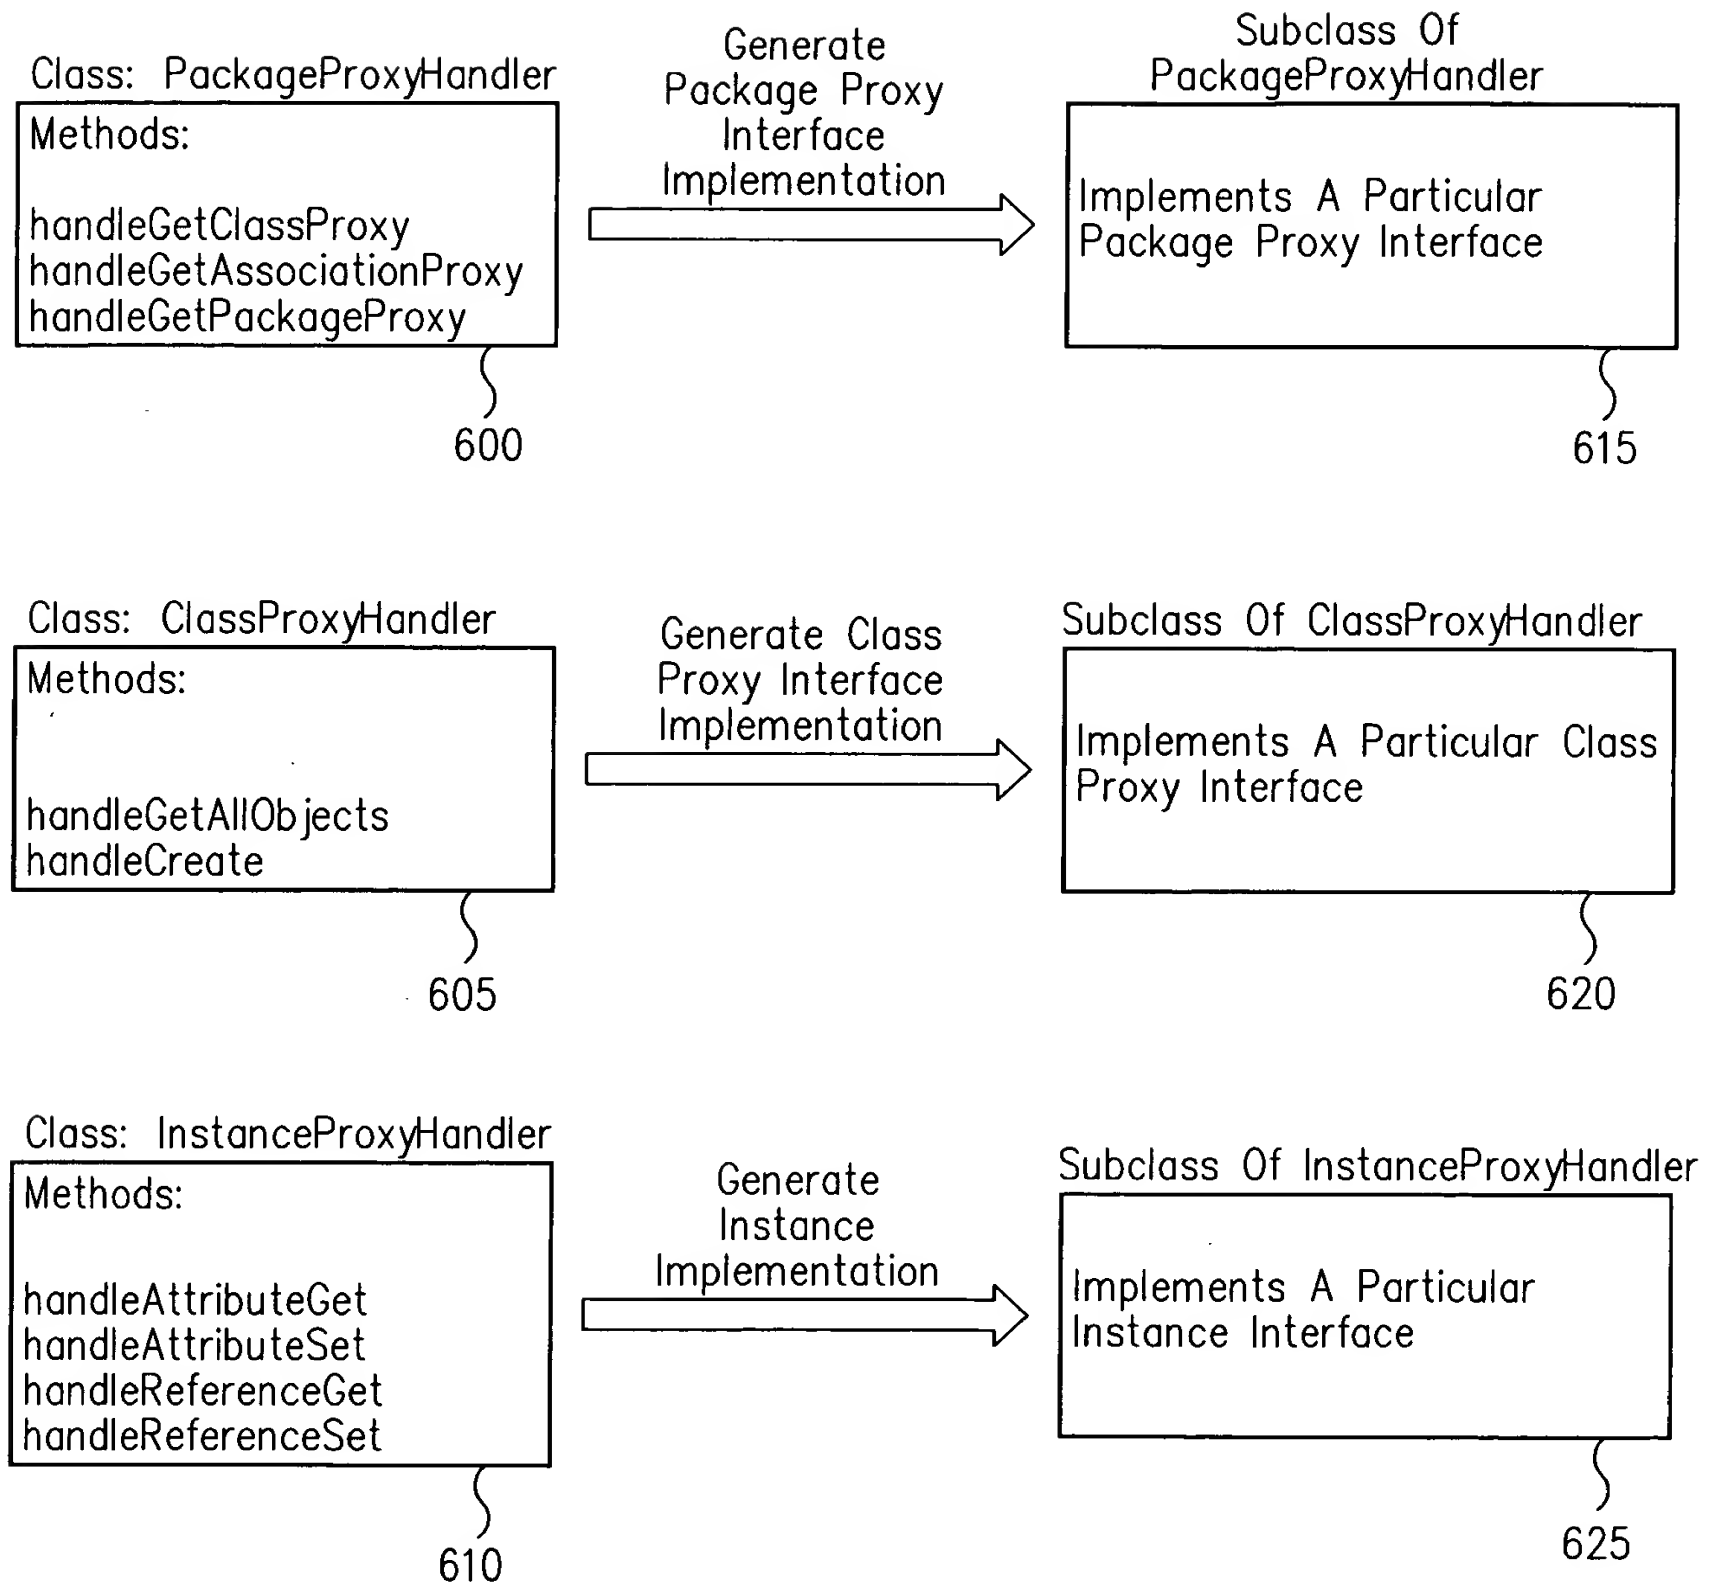 Class: PackageProxyHandler
Methods:
handleGetClassProxy
handleGetAssociationProxy
handleGetPackageProxy
600
Generate
Package Proxy
Interface
Implementation
Subclass Of
PackageProxyHandler
Implements A Particular
Package Proxy Interface
615
Class: ClassProxyHandler
Methods:
handleGetAllObjects
handleCreate
605
Generate Class
Proxy Interface
Implementation
Subclass Of ClassProxyHandler
Implements A Particular Class
Proxy Interface
620
Class: InstanceProxyHandler
Methods:
handleAttributeGet
handleAttributeSet
handleReferenceGet
handleReferenceSet
610
Generate
Instance
Implementation
Subclass Of InstanceProxyHandler
Implements A Particular
Instance Interface
625